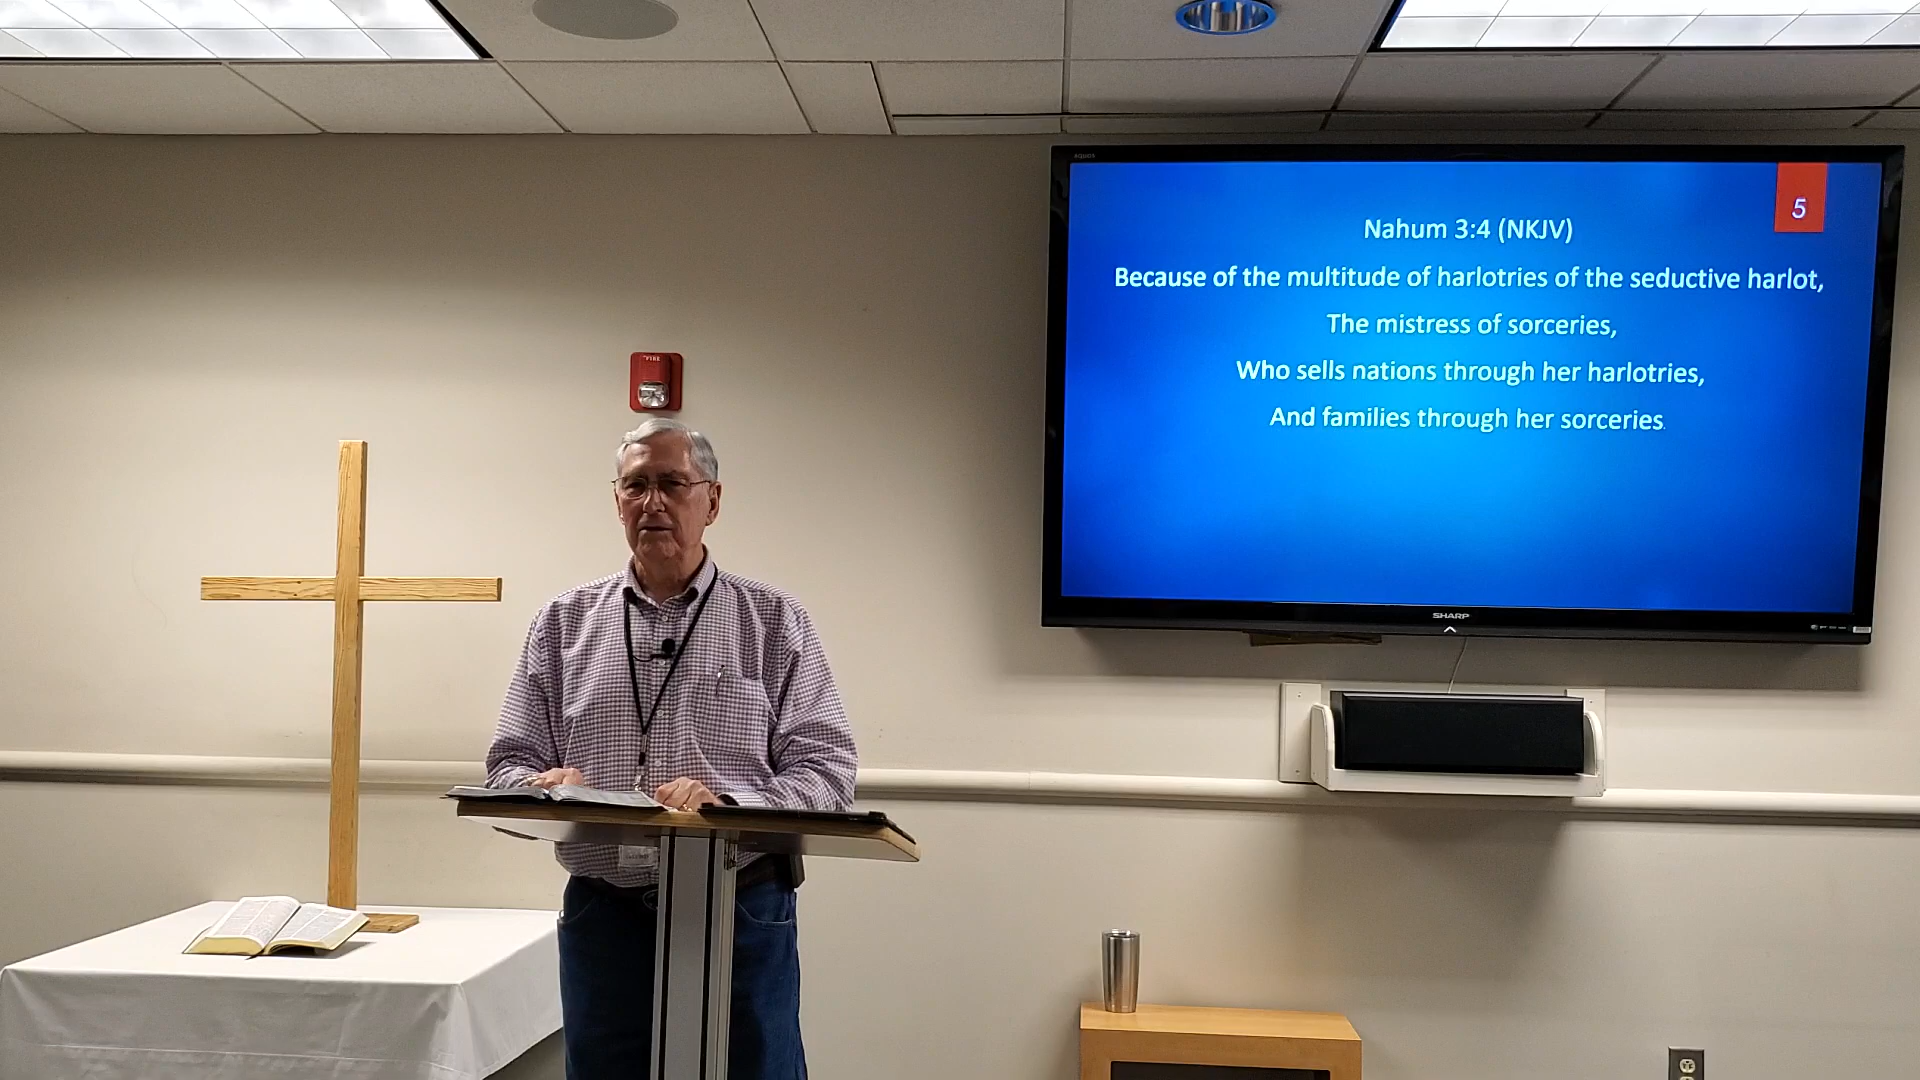 AQUOS
5
Nahum 3:4 (NKJV)
Because of the multitude of harlotries of the seductive harlot,
The mistress of sorceries,
Who sells nations through her harlotries,
And families through her sorceries.
SHARP
FIRE